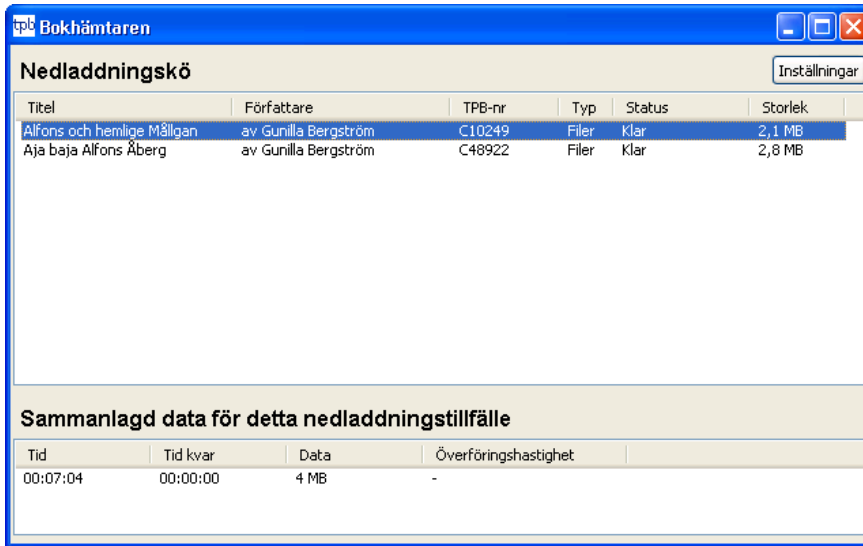 tpb Bokhämtaren
Nedladdningskö Inställningar
Titel Författare TPB-nr Typ Status Storlek
Alfons och hemlige Mållgan av Gunilla Bergström C10249 Filer Klar 2,1 MB
Aja baja Alfons Åberg av Gunilla Bergström C48922 Filer Klar 2,8 MB
Sammanlagd data för detta nedladdningstillfälle
Tid Tid kvar Data Överföringshastighet
00:07:04 00:00:00 4 MB -